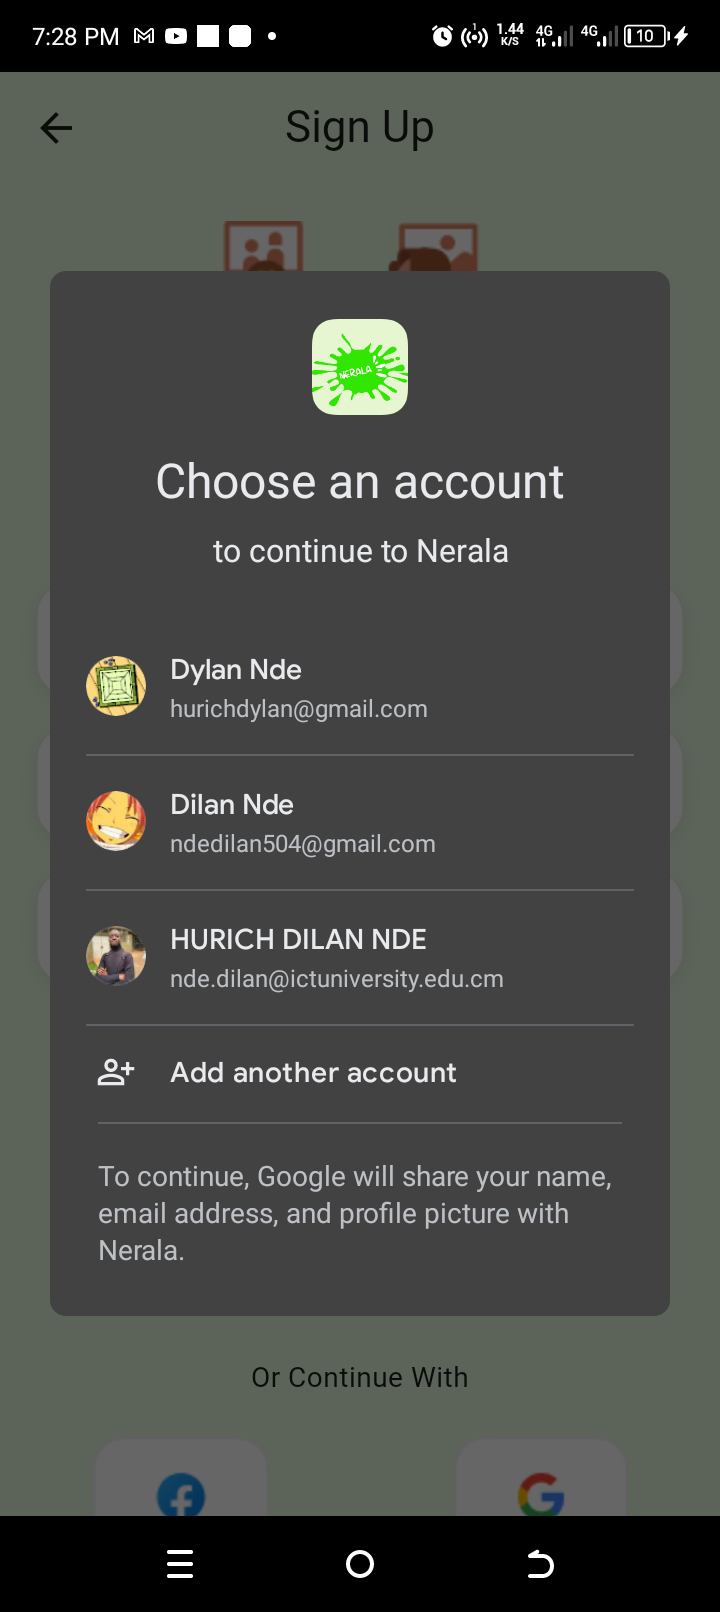 7:28 PM 1 1.44 K/S 4G 4G 10
Sign Up
NERALA
Choose an account
to continue to Nerala
Dylan Nde
hurichdylan@gmail.com
Dilan Nde
ndedilan504@gmail.com
HURICH DILAN NDE
nde.dilan@ictuniversity.edu.cm
Add another account
To continue, Google will share your name,
email address, and profile picture with
Nerala.
Or Continue With